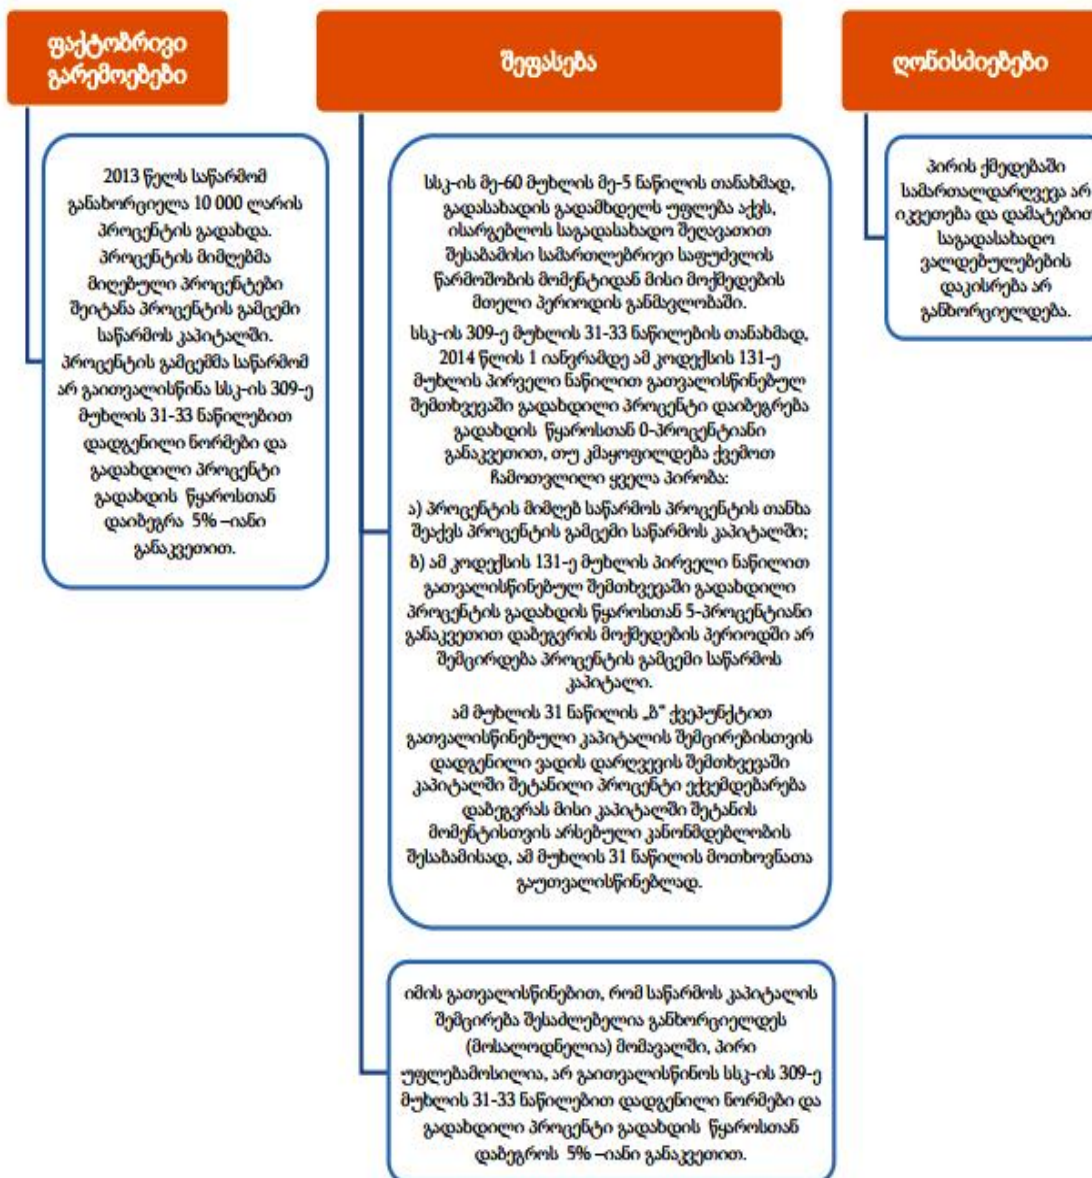 ფაქტობრივი
გარემოებები
შეფასება
ღონისძიებები
2013 წელს საწარმომ
განახორციელა 10 000 ლარის
პროცენტის გადახდა.
პროცენტის მიმღებმა
მიღებული პროცენტები
შეიტანა პროცენტის გამცემი
საწარმოს კაპიტალში.
პროცენტის გამცემმა საწარმომ
არ გაითვალისწინა სსკ-ის 309-ე
მუხლის 31-33 ნაწილებით
დადგენილი ნორმები და
გადახდილი პროცენტი
გადახდის წყაროსთან
დაიბეგრა 5% –იანი
განაკვეთით.
სსკ-ის მე-60 მუხლის მე-5 ნაწილის თანახმად,
გადასახადის გადამხდელს უფლება აქვს,
ისარგებლოს საგადასახადო შეღავათით
შესაბამისი სამართლებრივი საფუძვლის
წარმოშობის მომენტიდან მისი მოქმედების
მთელი პერიოდის განმავლობაში.
სსკ-ის 309-ე მუხლის 31-33 ნაწილების თანახმად,
2014 წლის 1 იანვრამდე ამ კოდექსის 131-ე
მუხლის პირველი ნაწილით გათვალისწინებულ
შემთხვევაში გადახდილი პროცენტი დაიბეგრება
გადახდის წყაროსთან 0-პროცენტიანი
განაკვეთით, თუ კმაყოფილდება ქვემოთ
ჩამოთვლილი ყველა პირობა:
ა) პროცენტის მიმღებ საწარმოს პროცენტის თანხა
შეაქვს პროცენტის გამცემი საწარმოს კაპიტალში;
ბ) ამ კოდექსის 131-ე მუხლის პირველი ნაწილით
გათვალისწინებულ შემთხვევაში გადახდილი
პროცენტის გადახდის წყაროსთან 5-პროცენტიანი
განაკვეთით დაბეგვრის მოქმედების პერიოდში არ
შემცირდება პროცენტის გამცემი საწარმოს
კაპიტალი.
ამ მუხლის 31 ნაწილის „ბ“ ქვეპუნქტით
გათვალისწინებული კაპიტალის შემცირებისთვის
დადგენილი ვადის დარღვევის შემთხვევაში
კაპიტალში შეტანილი პროცენტი ექვემდებარება
დაბეგვრას მისი კაპიტალში შეტანის
მომენტისთვის არსებული კანონმდებლობის
შესაბამისად, ამ მუხლის 31 ნაწილის მოთხოვნათა
გაუთვალისწინებლად.
იმის გათვალისწინებით, რომ საწარმოს კაპიტალის
შემცირება შესაძლებელია განხორციელდეს
(მოსალოდნელია) მომავალში, პირი
უფლებამოსილია, არ გაითვალისწინოს სსკ-ის 309-ე
მუხლის 31-33 ნაწილებით დადგენილი ნორმები და
გადახდილი პროცენტი გადახდის წყაროსთან
დაბეგროს 5% –იანი განაკვეთით.
პირის ქმედებაში
სამართალდარღვევა არ
იკვეთება და დამატებით
საგადასახადო
ვალდებულებების
დაკისრება არ
განხორციელდება.